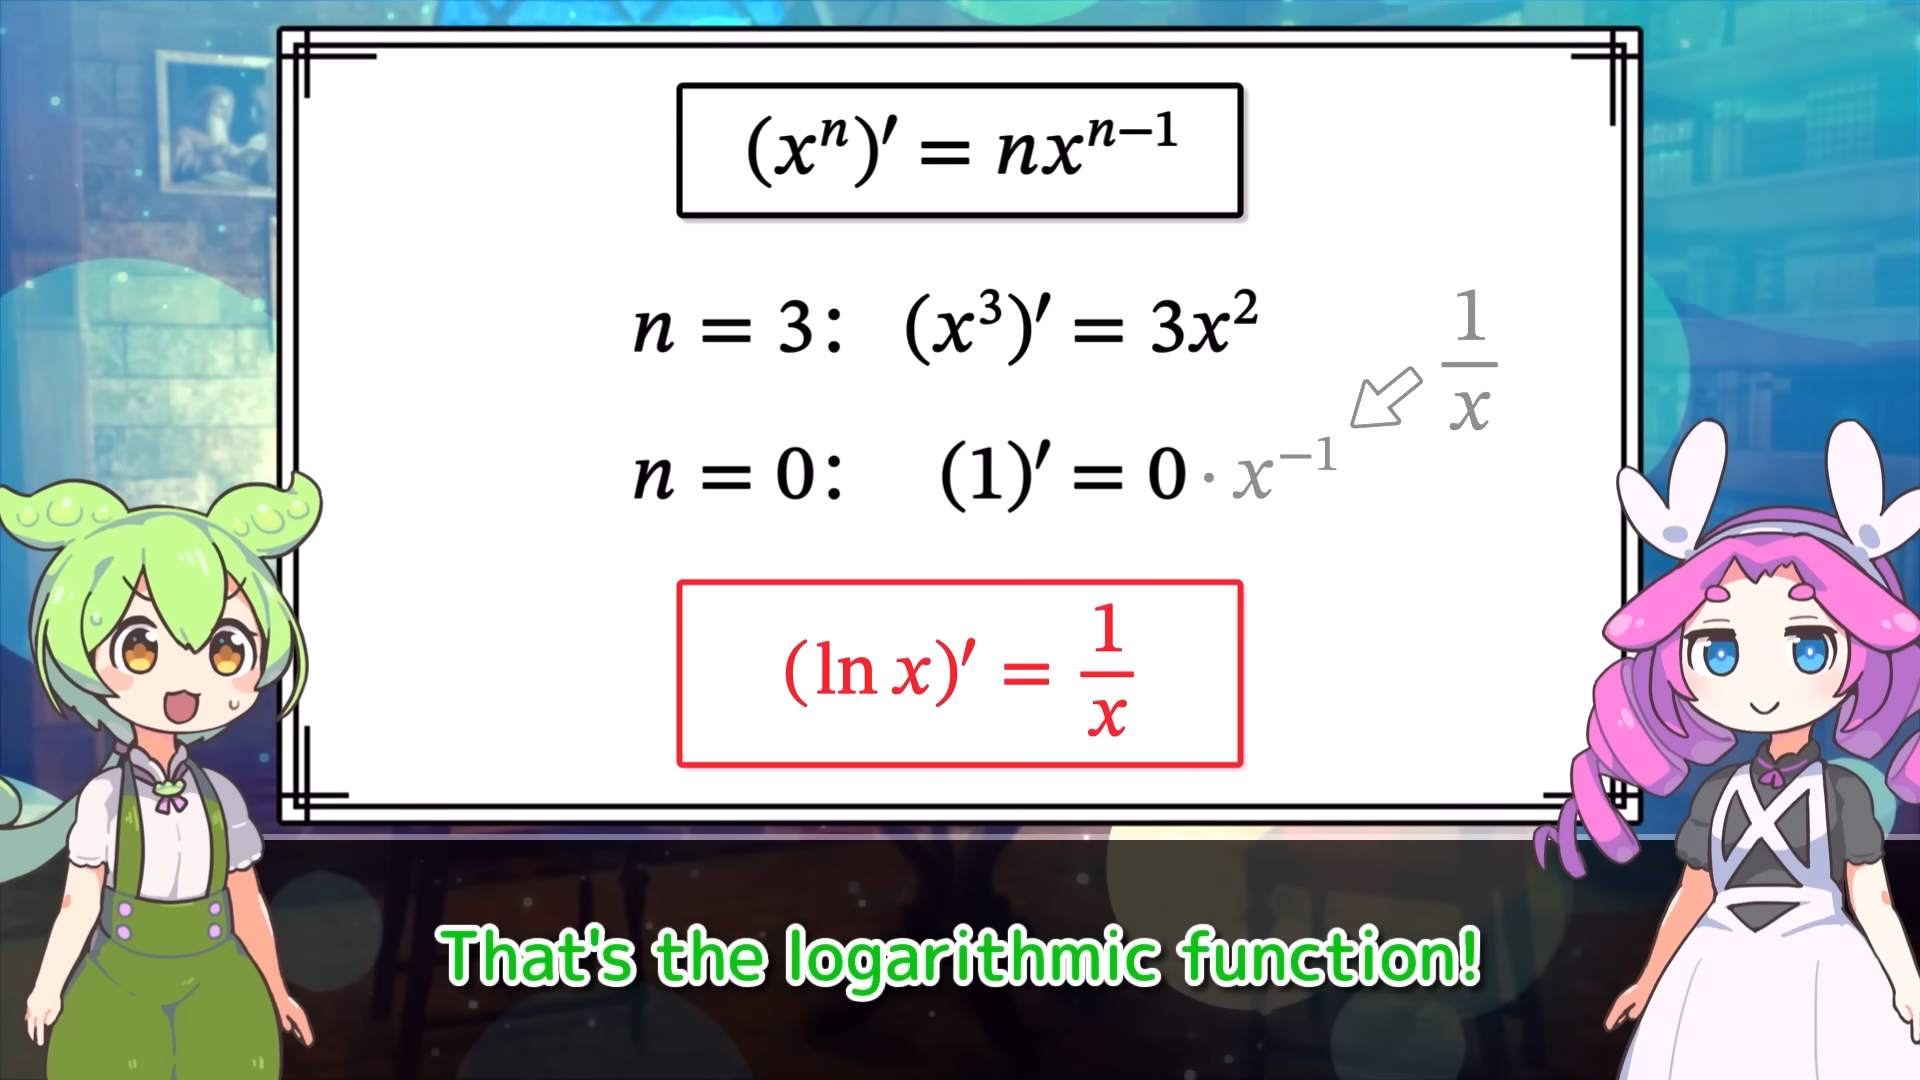 (xⁿ)′ = nxⁿ⁻¹
n = 3: (x³)′ = 3x²
1/x
n = 0: (1)′ = 0 · x⁻¹
(ln x)′ = 1/x
That's the logarithmic function!